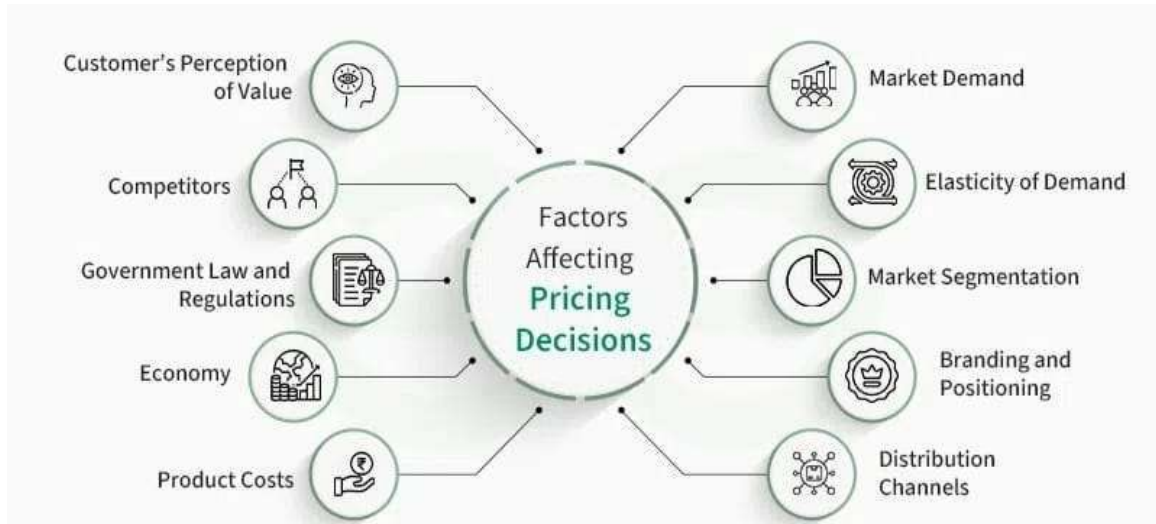 Customer's Perception
of Value
Competitors
Government Law and
Regulations
Economy
Product Costs
Factors
Affecting
Pricing
Decisions
Market Demand
Elasticity of Demand
Market Segmentation
Branding and
Positioning
Distribution
Channels
₹